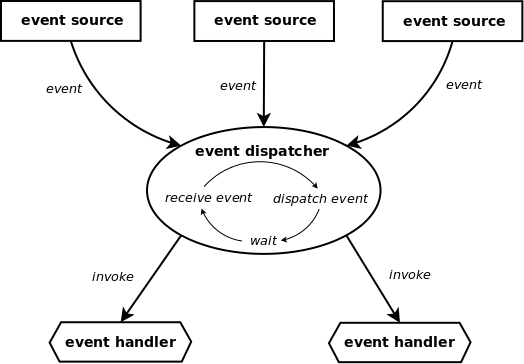 event source
event source
event source
event
event
event
event dispatcher
receive event
dispatch event
wait
invoke
invoke
event handler
event handler